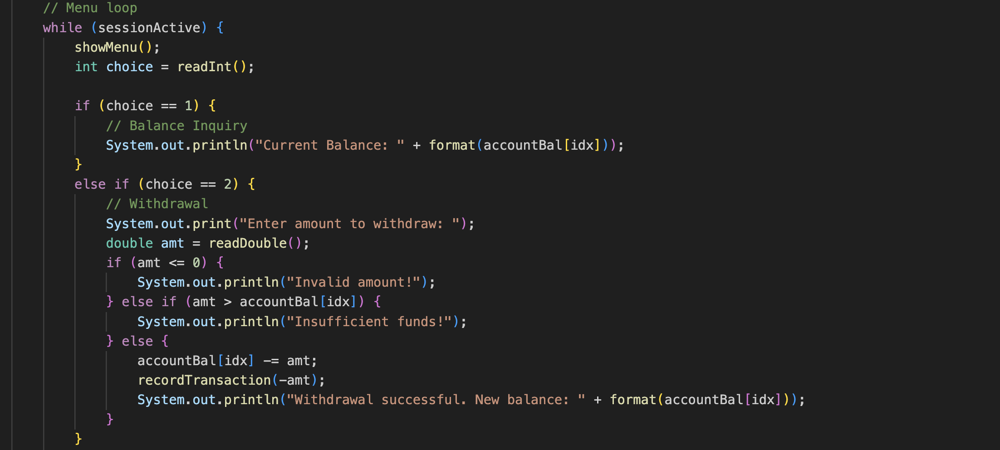 // Menu loop
while (sessionActive) {
    showMenu();
    int choice = readInt();

    if (choice == 1) {
        // Balance Inquiry
        System.out.println("Current Balance: " + format(accountBal[idx]));
    }
    else if (choice == 2) {
        // Withdrawal
        System.out.print("Enter amount to withdraw: ");
        double amt = readDouble();
        if (amt <= 0) {
            System.out.println("Invalid amount!");
        } else if (amt > accountBal[idx]) {
            System.out.println("Insufficient funds!");
        } else {
            accountBal[idx] -= amt;
            recordTransaction(-amt);
            System.out.println("Withdrawal successful. New balance: " + format(accountBal[idx]));
        }
    }